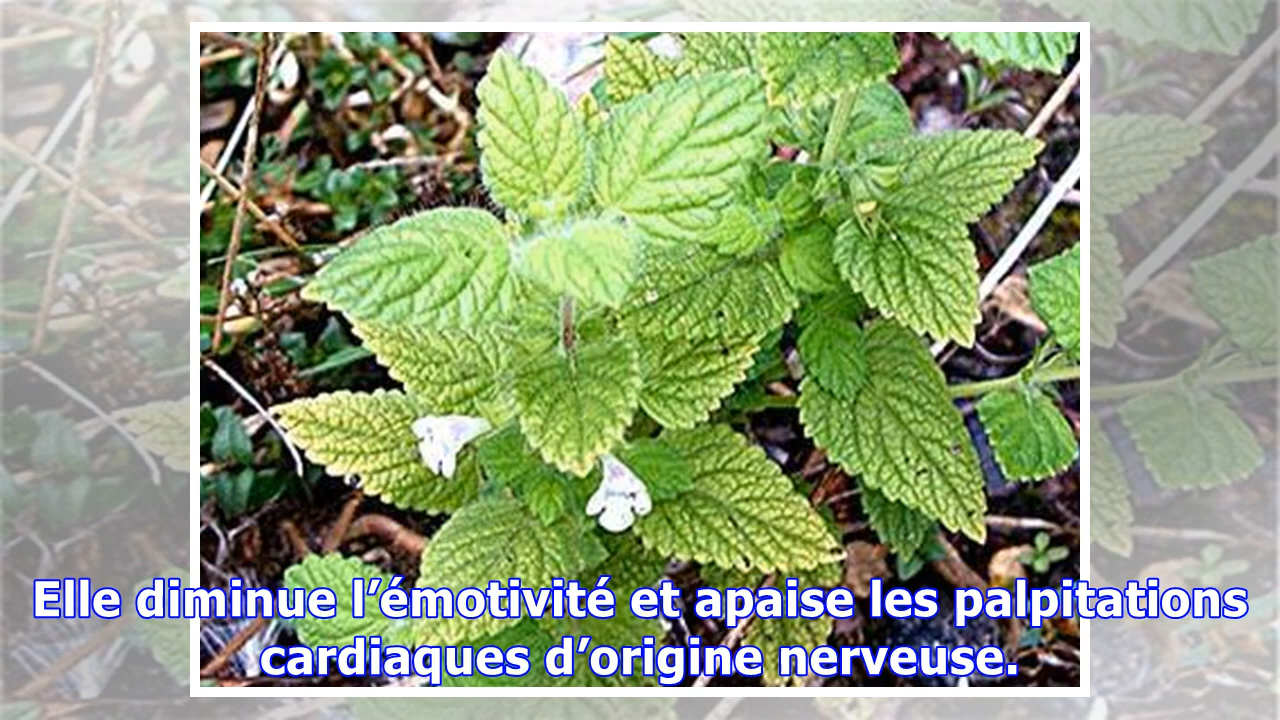 Elle diminue l’émotivité et apaise les palpitations
cardiaques d’origine nerveuse.